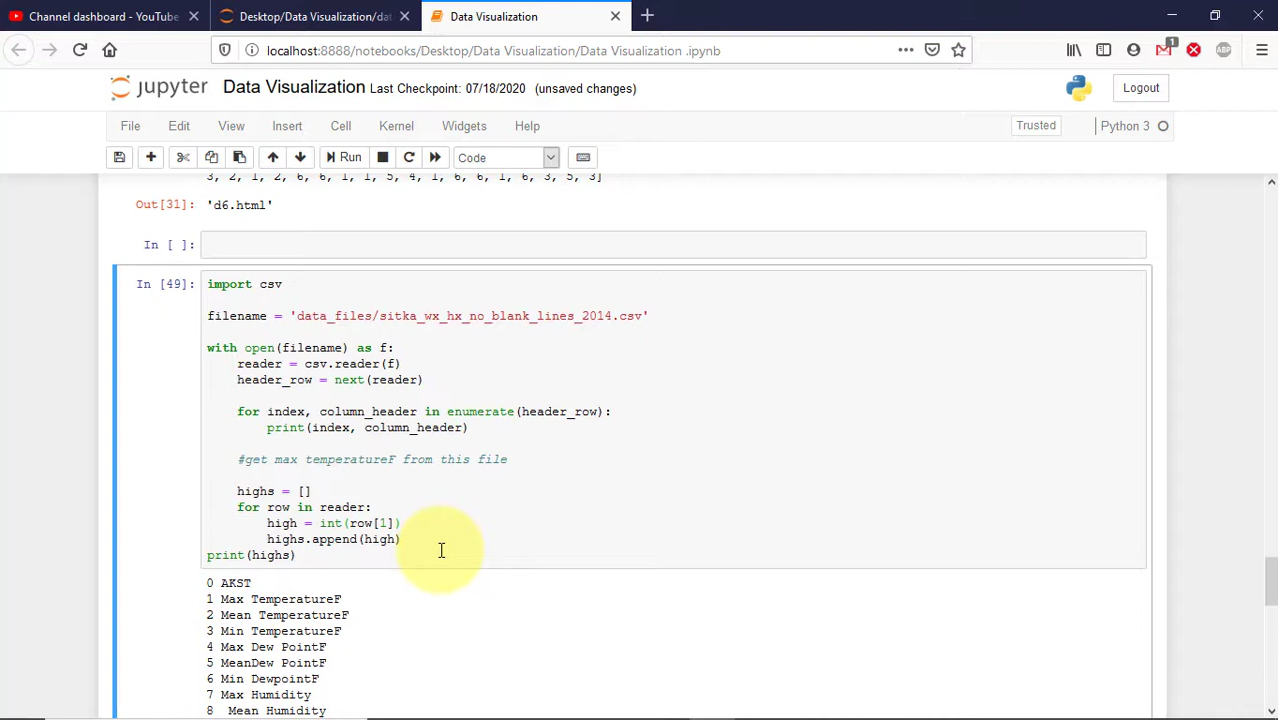 Channel dashboard - YouTube
Desktop/Data Visualization/dat
Data Visualization
localhost:8888/notebooks/Desktop/Data Visualization/Data Visualization .ipynb
1
ABP
jupyter Data Visualization Last Checkpoint: 07/18/2020 (unsaved changes)
Logout
File Edit View Insert Cell Kernel Widgets Help
Trusted
Python 3
Run
Code
3, 2, 1, 2, 6, 6, 1, 1, 5, 4, 1, 6, 6, 1, 6, 3, 5, 3]
Out[31]: 'd6.html'
In [ ]:
In [49]: import csv
filename = 'data_files/sitka_wx_hx_no_blank_lines_2014.csv'
with open(filename) as f:
reader = csv.reader(f)
header_row = next(reader)
for index, column_header in enumerate(header_row):
print(index, column_header)
#get max temperatureF from this file
highs = []
for row in reader:
high = int(row[1])
highs.append(high)
print(highs)
0 AKST
1 Max TemperatureF
2 Mean TemperatureF
3 Min TemperatureF
4 Max Dew PointF
5 MeanDew PointF
6 Min DewpointF
7 Max Humidity
8  Mean Humidity